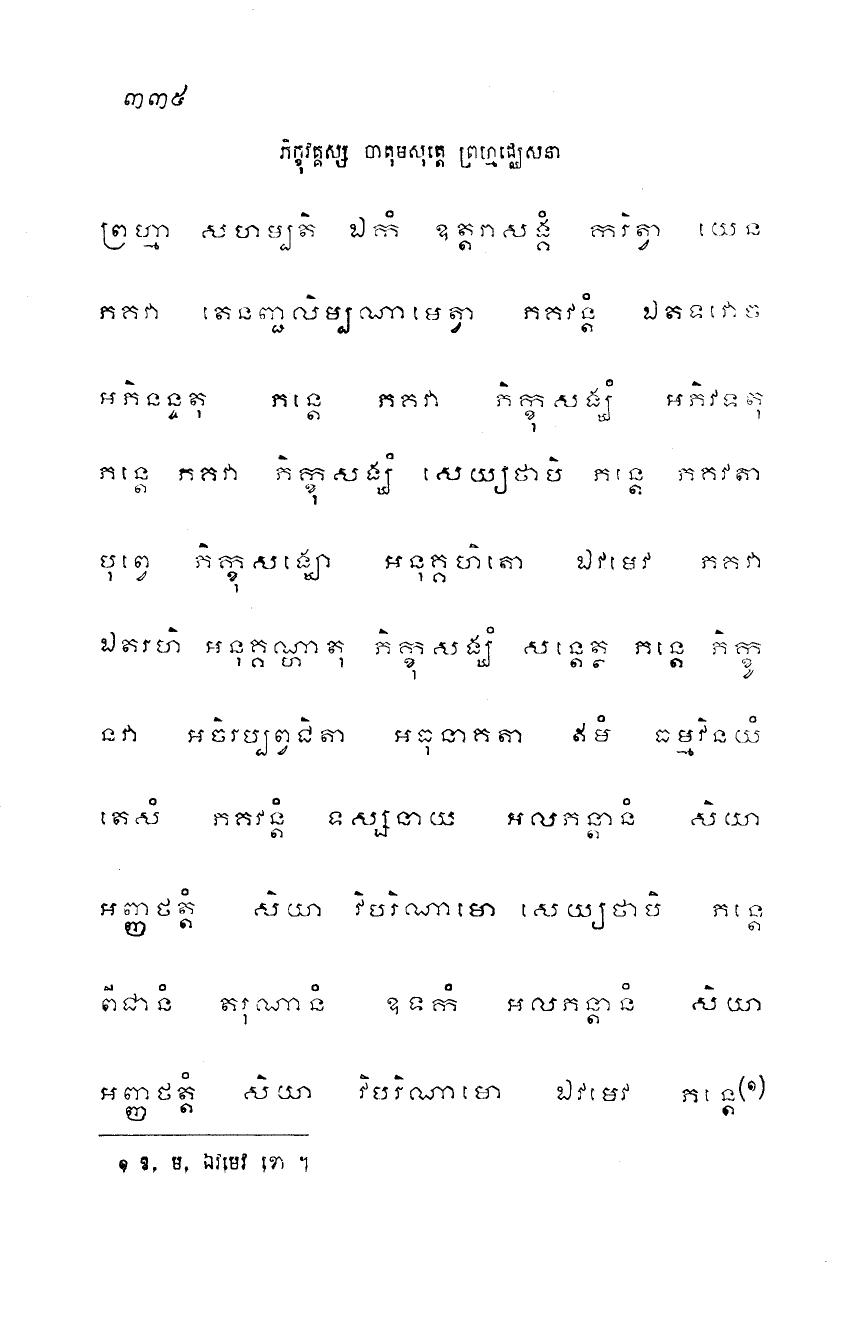 ៣៣៥
ភិក្ខុវគ្គស្ស ចាតុមសុត្តេ ព្រហ្មេជ្ឈេសនា
ព្រហ្មា សហម្បតិ ឯកំ ឧត្តរាសង្គំ ករិត្វា យេន
ភគវា តេនញ្ជលិម្បណាមេត្វា ភគវន្តំ ឯតទវោច
អភិនន្ទតុ ភន្តេ ភគវា ភិក្ខុសង្ឃំ អភិវទតុ
ភន្តេ ភគវា ភិក្ខុសង្ឃំ សេយ្យថាបិ ភន្តេ ភគវតា
បុព្វេ ភិក្ខុសង្ឃោ អនុគ្គហិតោ ឯវមេវ ភគវា
ឯតរហិ អនុគ្គណ្ហាតុ ភិក្ខុសង្ឃំ សន្តេត្ថ ភន្តេ ភិក្ខូ
នវា អចិរប្បព្វជិតា អធុនាគតា ឥមំ ធម្មវិនយំ
តេសំ ភគវន្តំ ទស្សនាយ អលភន្តានំ សិយា
អញ្ញថត្តំ សិយា វិបរិណាមោ សេយ្យថាបិ ភន្តេ
ពីជានំ តរុណានំ ឧទកំ អលភន្តានំ សិយា
អញ្ញថត្តំ សិយា វិបរិណាមោ ឯវមេវ ភន្តេ(១)
១ ឱ, ម, ឯវមេវ ខោ ។